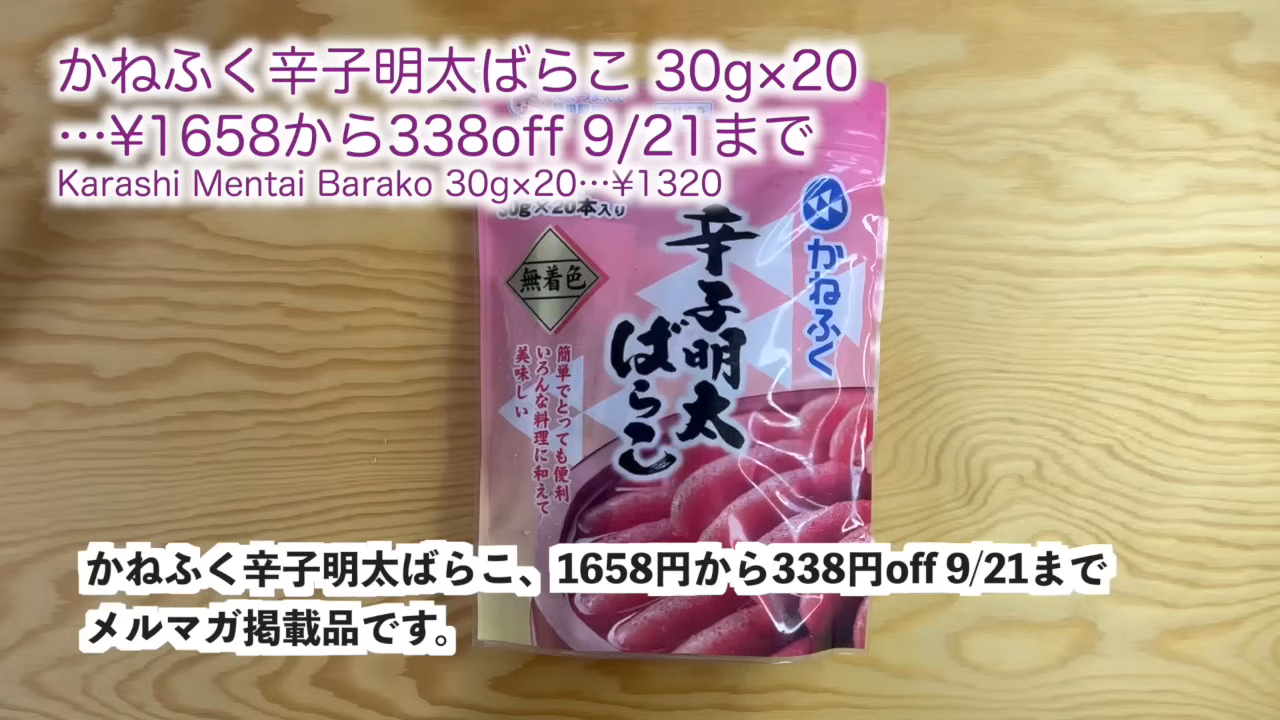 かねふく辛子明太ばらこ 30g×20
…¥1658から338off 9/21まで
Karashi Mentai Barako 30g×20…¥1320
30g×20本入り
かねふく
辛子明太
ばらこ
無着色
簡単でとっても便利
いろんな料理に和えて
美味しい
かねふく辛子明太ばらこ、1658円から338円off 9/21まで
メルマガ掲載品です。